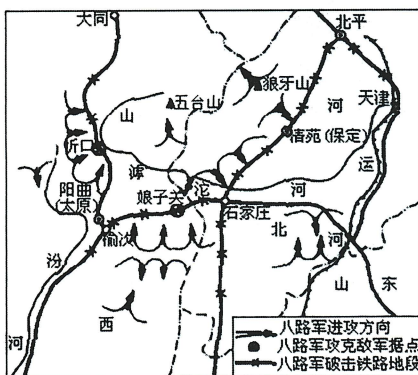 大同
北平
狼牙山
五台山
天津
河
山
清苑(保定)
忻口
滹
运
阳曲
(太原)
娘子关
沱
河
石家庄
榆次
北
河
汾
山 东
西
河
八路军进攻方向
八路军攻克敌军据点
八路军破击铁路地段